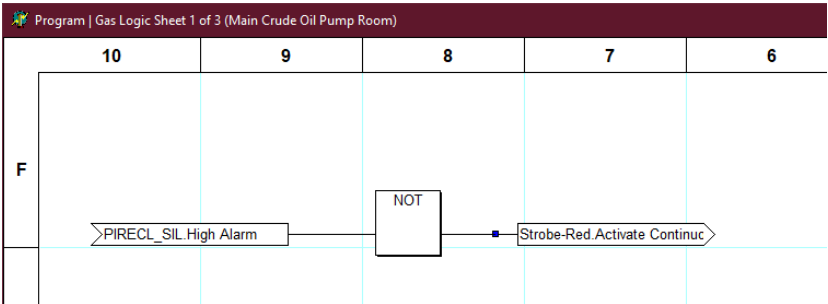 Program | Gas Logic Sheet 1 of 3 (Main Crude Oil Pump Room)
10 9 8 7 6
F
NOT
PIRECL_SIL.High Alarm
Strobe-Red.Activate Continuc